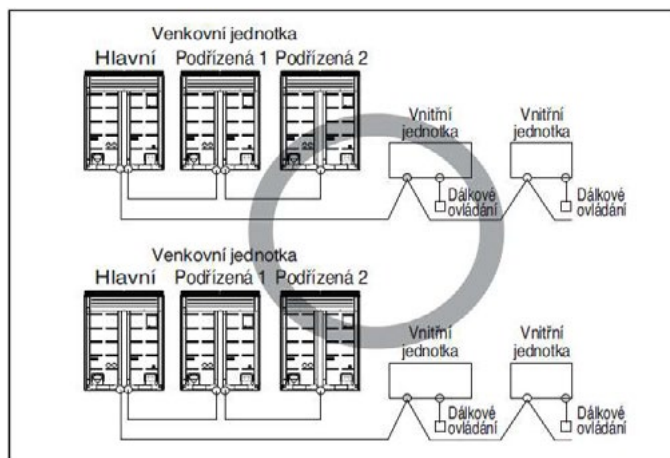 Venkovní jednotka
Hlavní Podřízená 1 Podřízená 2
Vnitřní jednotka
Vnitřní jednotka
Dálkové ovládání
Dálkové ovládání
Venkovní jednotka
Hlavní Podřízená 1 Podřízená 2
Vnitřní jednotka
Vnitřní jednotka
Dálkové ovládání
Dálkové ovládání